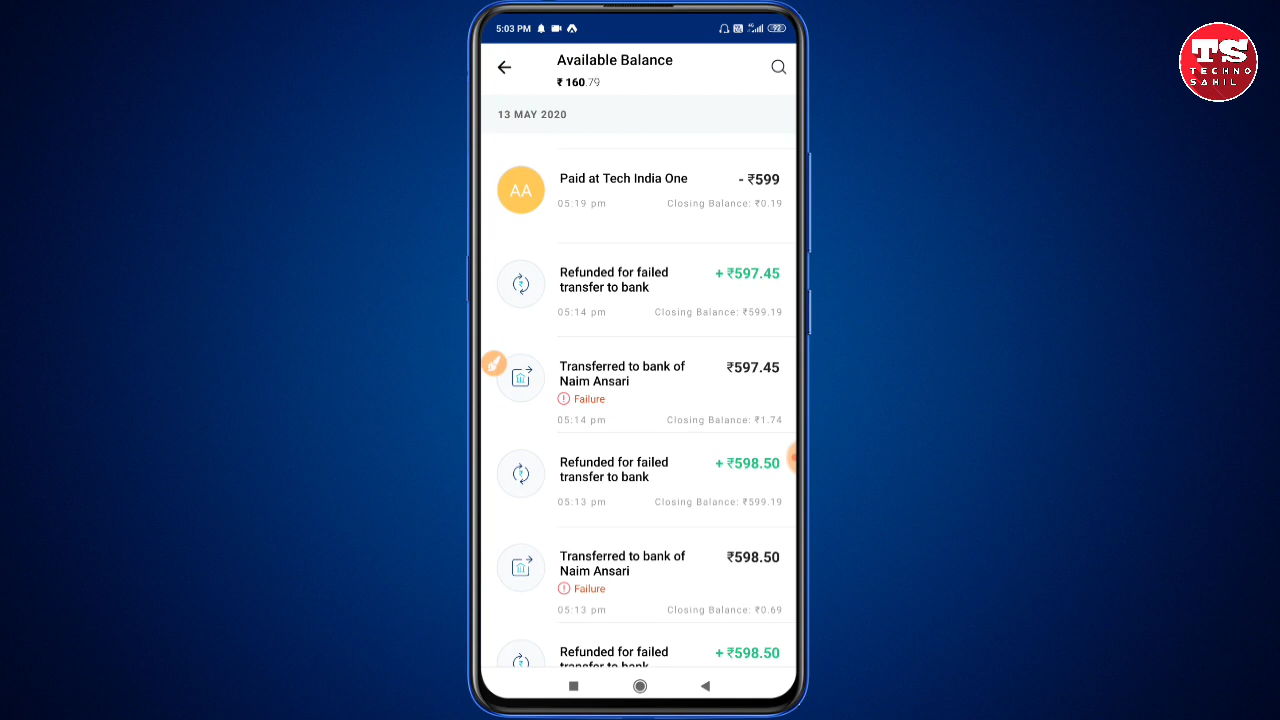 5:03 PM
92
Available Balance
₹ 160.79
13 MAY 2020
AA
Paid at Tech India One
- ₹599
05:19 pm
Closing Balance: ₹0.19
Refunded for failed
transfer to bank
+ ₹597.45
05:14 pm
Closing Balance: ₹599.19
Transferred to bank of
Naim Ansari
₹597.45
Failure
05:14 pm
Closing Balance: ₹1.74
Refunded for failed
transfer to bank
+ ₹598.50
05:13 pm
Closing Balance: ₹599.19
Transferred to bank of
Naim Ansari
₹598.50
Failure
05:13 pm
Closing Balance: ₹0.69
Refunded for failed
transfer to bank
+ ₹598.50
TS
TECHNO
SAHIL